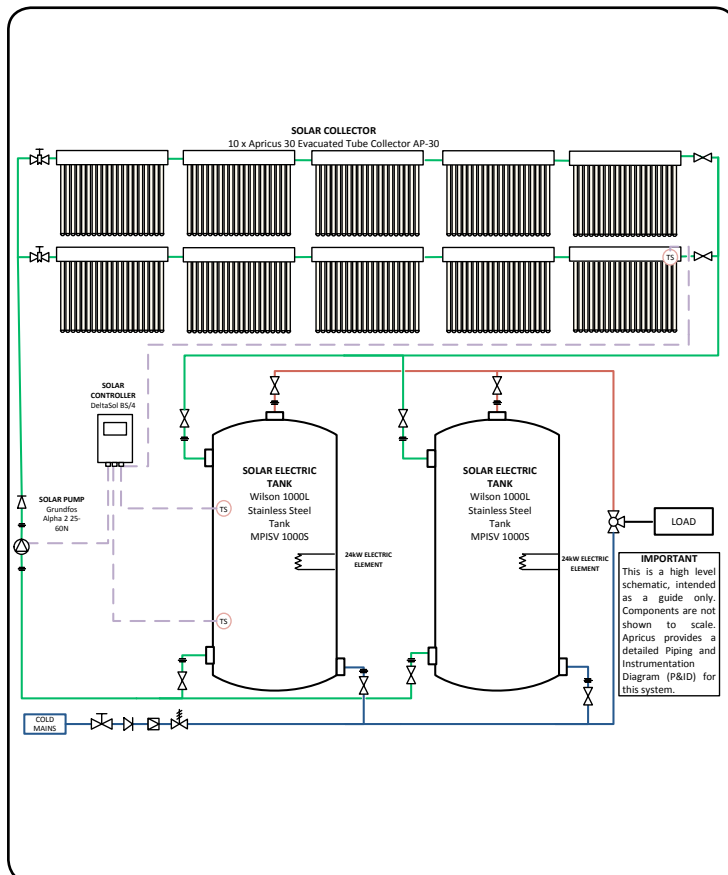 SOLAR COLLECTOR
10 x Apricus 30 Evacuated Tube Collector AP-30
TS
SOLAR
CONTROLLER
DeltaSol BS/4
SOLAR PUMP
Grundfos
Alpha 2 25-
60N
SOLAR ELECTRIC
TANK
Wilson 1000L
Stainless Steel
Tank
MPISV 1000S
TS
TS
24kW ELECTRIC
ELEMENT
SOLAR ELECTRIC
TANK
Wilson 1000L
Stainless Steel
Tank
MPISV 1000S
24kW ELECTRIC
ELEMENT
LOAD
IMPORTANT
This is a high level
schematic, intended
as a guide only.
Components are not
shown to scale.
Apricus provides a
detailed Piping and
Instrumentation
Diagram (P&ID) for
this system.
COLD
MAINS